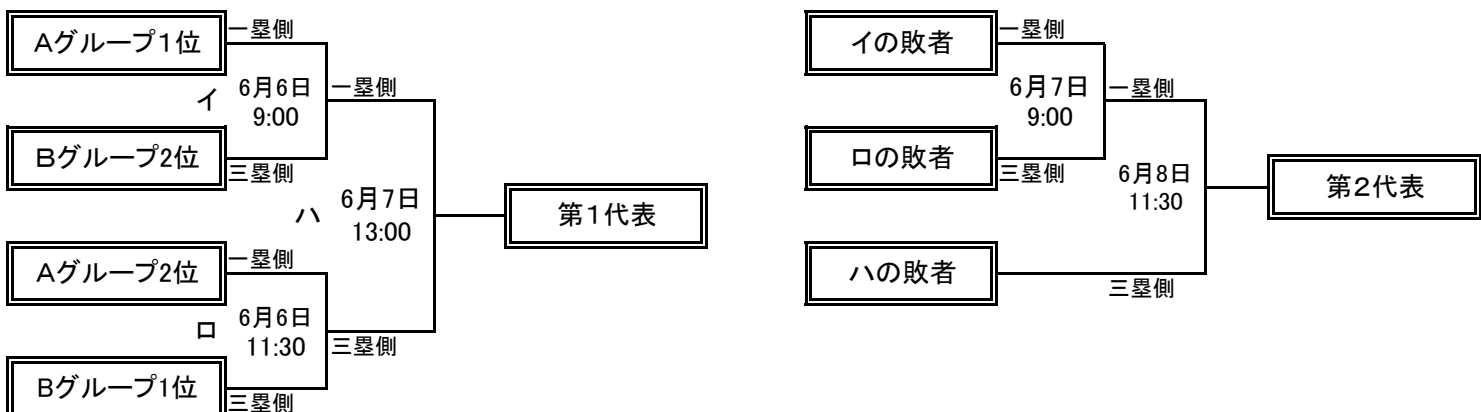 Aグループ1位
一塁側
イ
6月6日
9:00
一塁側
Bグループ2位
三塁側
ハ
6月7日
13:00
第1代表
Aグループ2位
一塁側
ロ
6月6日
11:30
三塁側
Bグループ1位
三塁側
イの敗者
一塁側
6月7日
9:00
一塁側
ロの敗者
三塁側
6月8日
11:30
第2代表
ハの敗者
三塁側